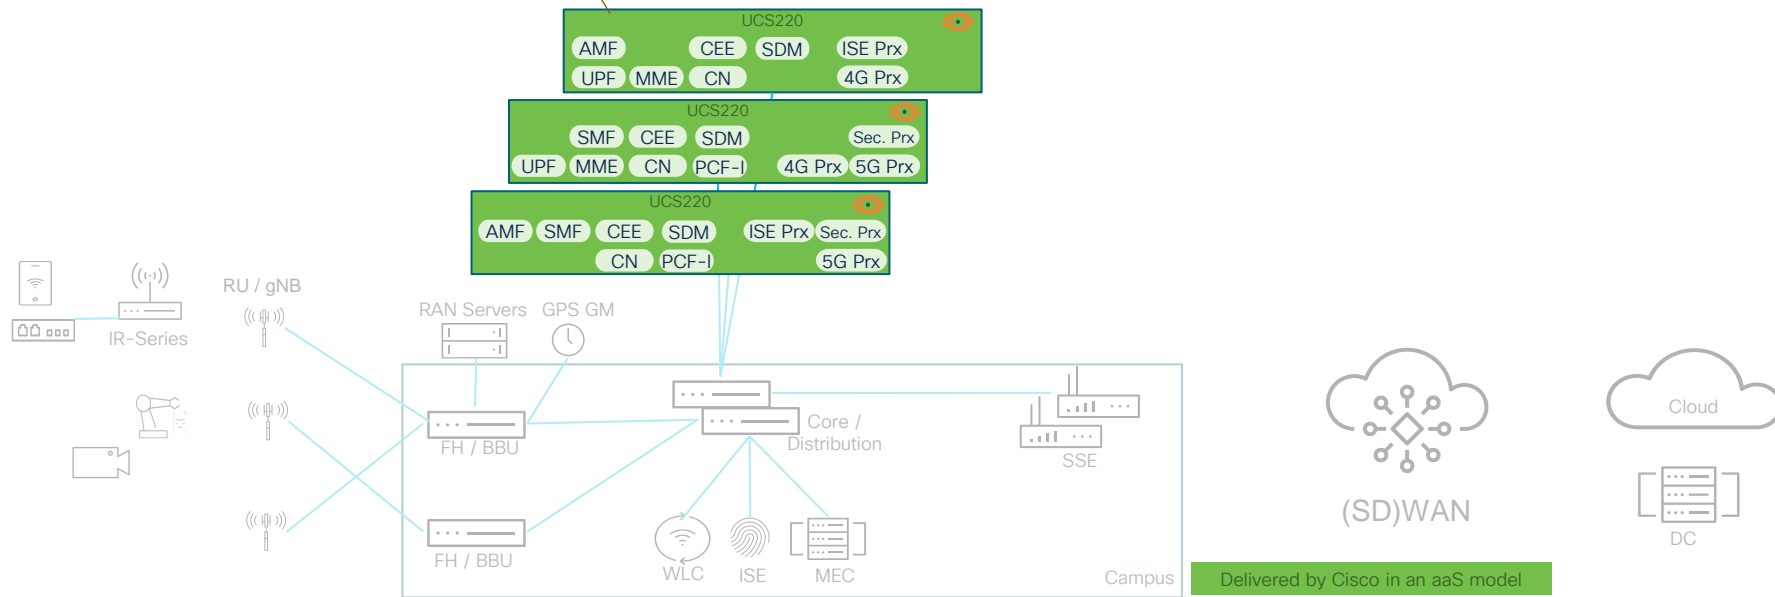 UCS220
AMF CEE SDM ISE Prx
UPF MME CN 4G Prx
UCS220
SMF CEE SDM Sec. Prx
UPF MME CN PCF-I 4G Prx 5G Prx
UCS220
AMF SMF CEE SDM ISE Prx Sec. Prx
CN PCF-I 5G Prx
RU / gNB
IR-Series
RAN Servers
GPS GM
FH / BBU
Core /
Distribution
SSE
FH / BBU
WLC
ISE
MEC
Campus
(SD)WAN
Cloud
DC
Delivered by Cisco in an aaS model